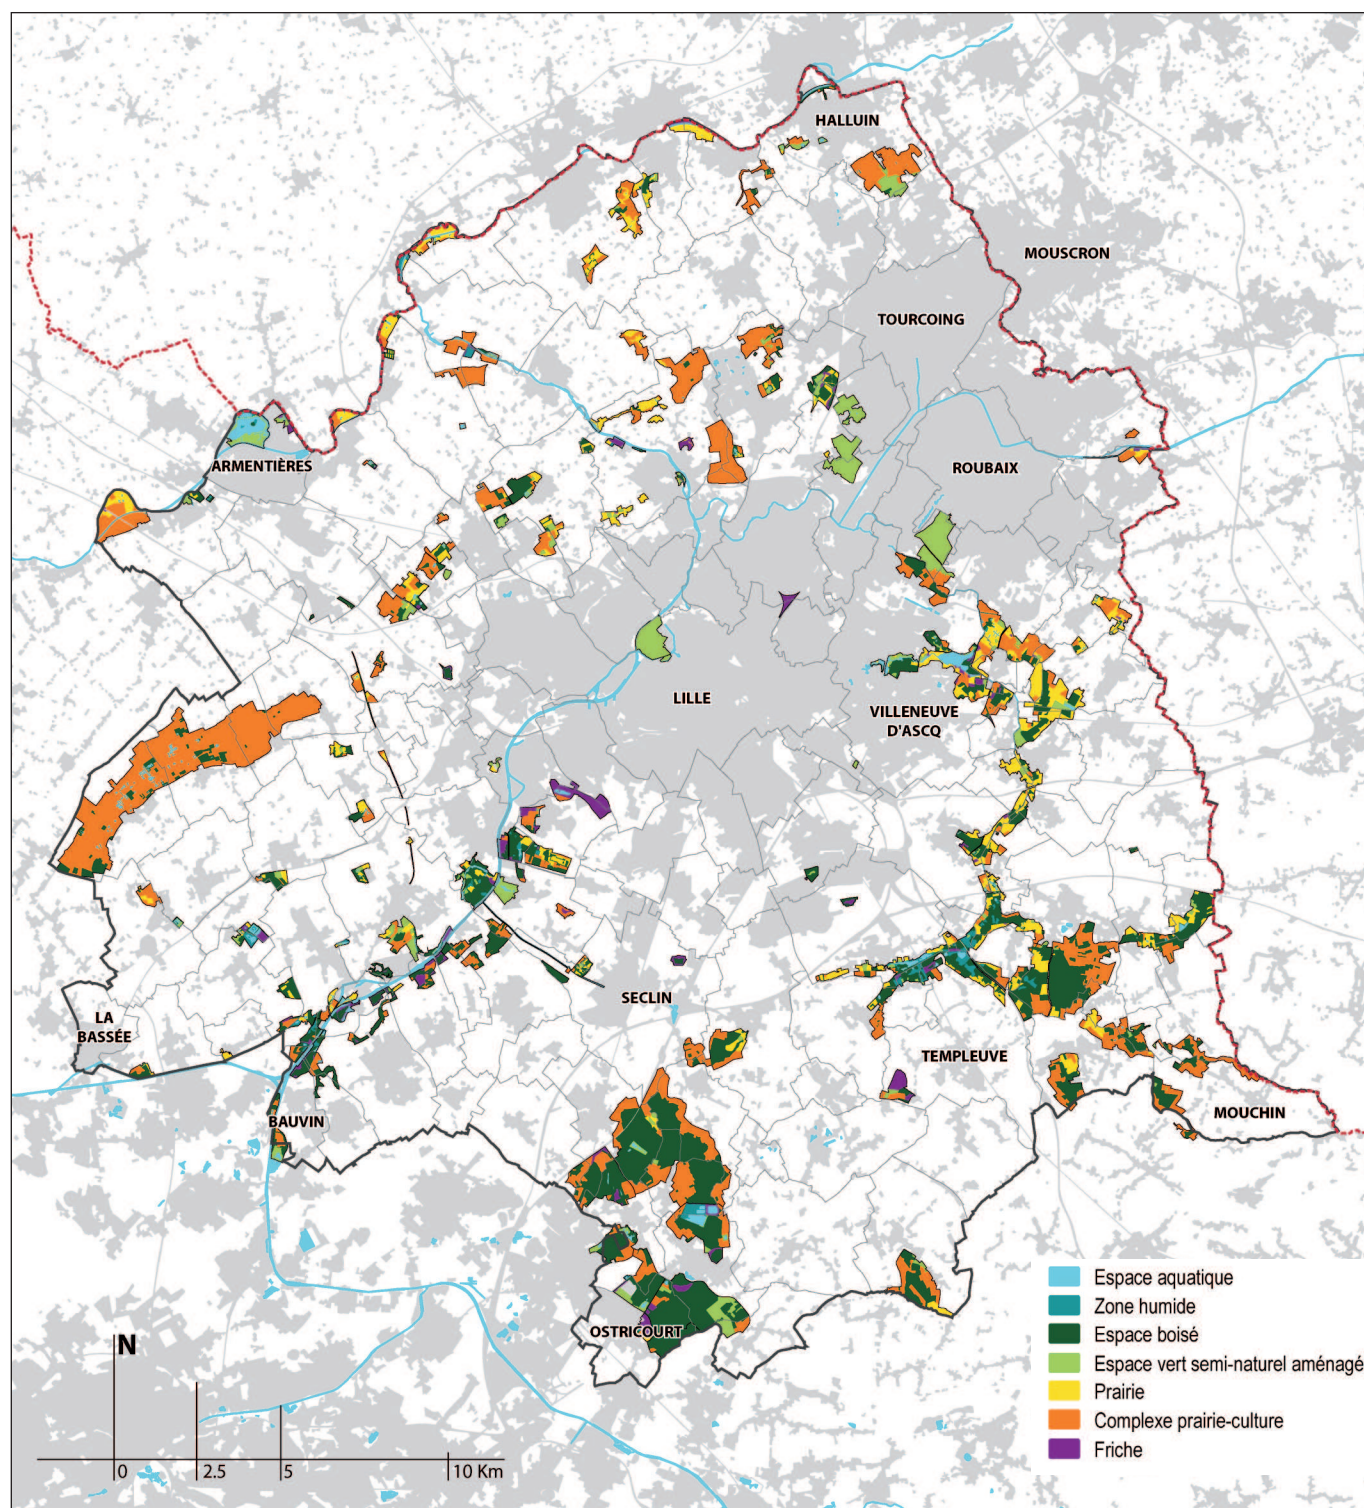 HALLUIN
MOUSCRON
TOURCOING
ARMENTIÈRES
ROUBAIX
LILLE
VILLENEUVE
D'ASCQ
SECLIN
LA
BASSÉE
TEMPLEUVE
BAUVIN
MOUCHIN
OSTRICOURT
Espace aquatique
Zone humide
Espace boisé
Espace vert semi-naturel aménagé
Prairie
Complexe prairie-culture
Friche
N
0 2.5 5 10 Km